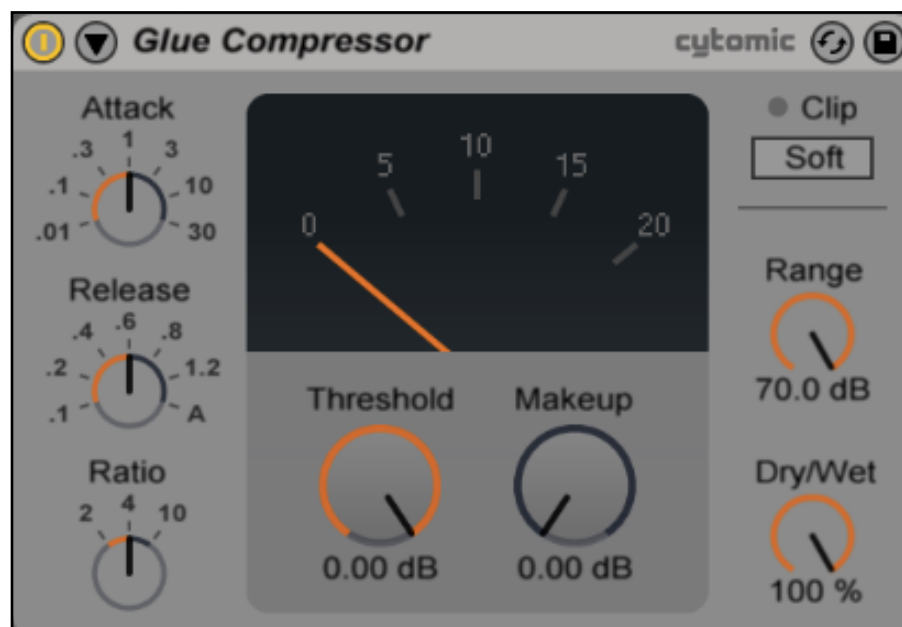 Glue Compressor cytomic
Attack
.01 .1 .3 1 3 10 30
Release
.1 .2 .4 .6 .8 1.2 A
Ratio
2 4 10
0 5 10 15 20
Threshold
0.00 dB
Makeup
0.00 dB
Clip
Soft
Range
70.0 dB
Dry/Wet
100 %